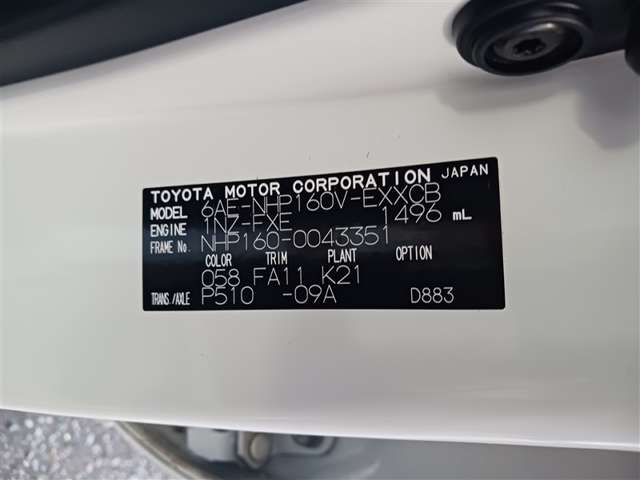 TOYOTA MOTOR CORPORATION JAPAN
MODEL 6AE-NHP160V-EXXCB
ENGINE 1NZ-FXE 1496 mL
FRAME No. NHP160-0043351
COLOR TRIM PLANT OPTION
058 FA11 K21
TRANS./AXLE P510 -09A D883